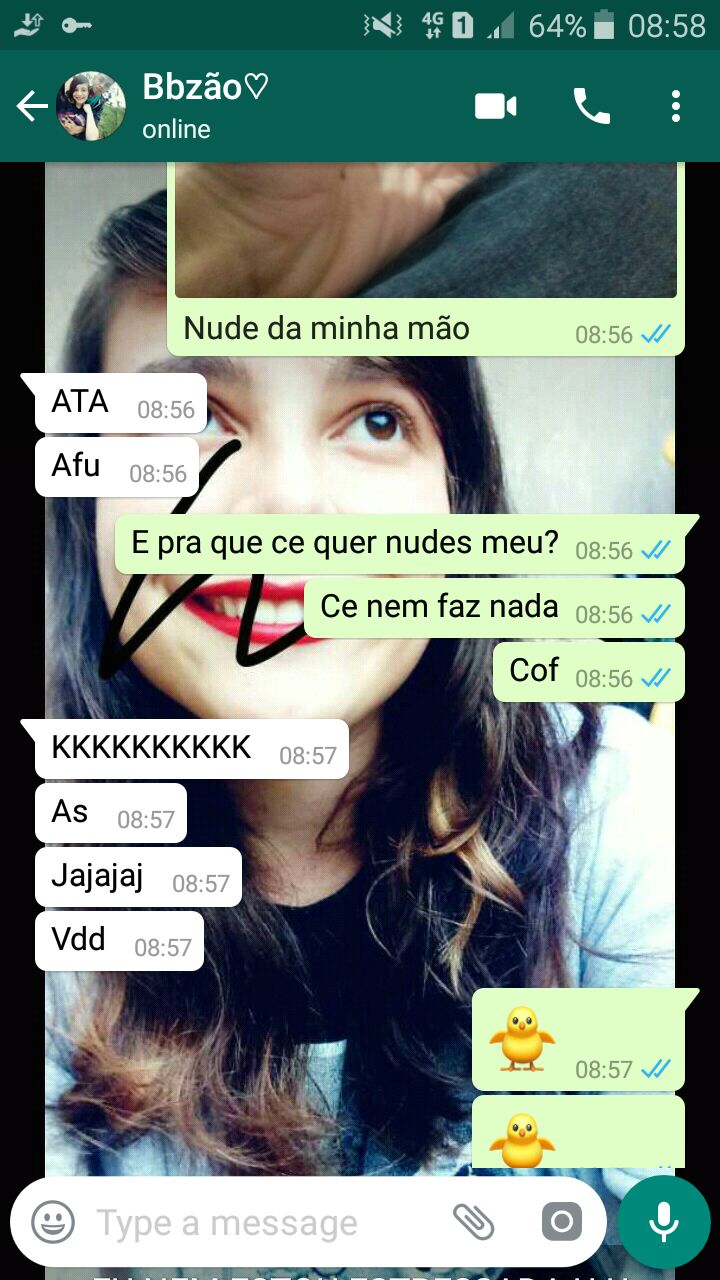 4G 1 64% 08:58
Bbzão♡
online
Nude da minha mão 08:56
ATA 08:56
Afu 08:56
E pra que ce quer nudes meu? 08:56
Ce nem faz nada 08:56
Cof 08:56
KKKKKKKKKK 08:57
As 08:57
Jajajaj 08:57
Vdd 08:57
08:57
Type a message